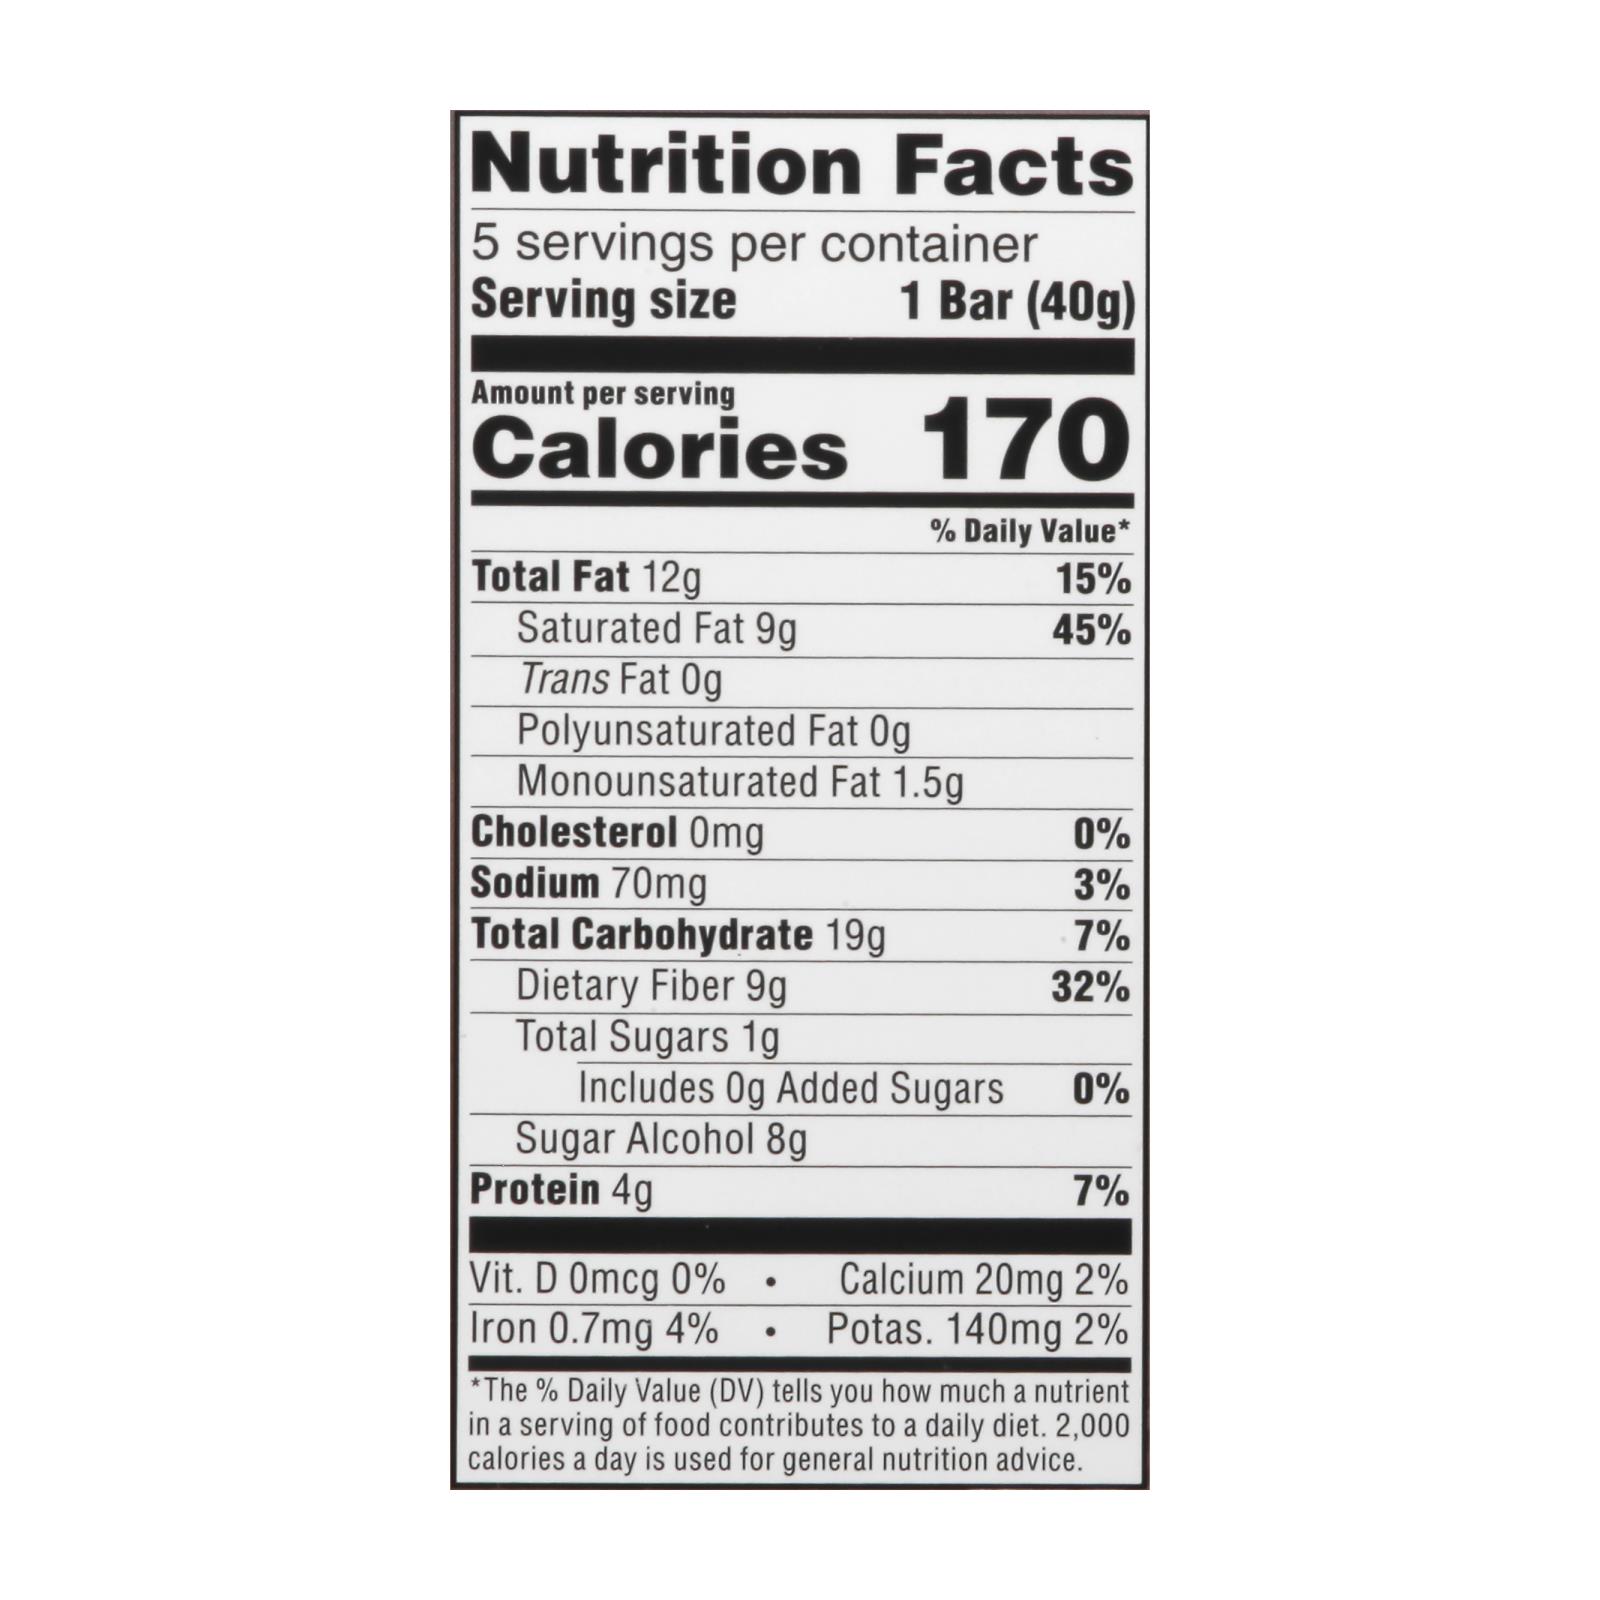 Nutrition Facts
5 servings per container
Serving size 1 Bar (40g)
Amount per serving
Calories 170
% Daily Value*
Total Fat 12g 15%
Saturated Fat 9g 45%
Trans Fat 0g
Polyunsaturated Fat 0g
Monounsaturated Fat 1.5g
Cholesterol 0mg 0%
Sodium 70mg 3%
Total Carbohydrate 19g 7%
Dietary Fiber 9g 32%
Total Sugars 1g
Includes 0g Added Sugars 0%
Sugar Alcohol 8g
Protein 4g 7%
Vit. D 0mcg 0% • Calcium 20mg 2%
Iron 0.7mg 4% • Potas. 140mg 2%
*The % Daily Value (DV) tells you how much a nutrient
in a serving of food contributes to a daily diet. 2,000
calories a day is used for general nutrition advice.